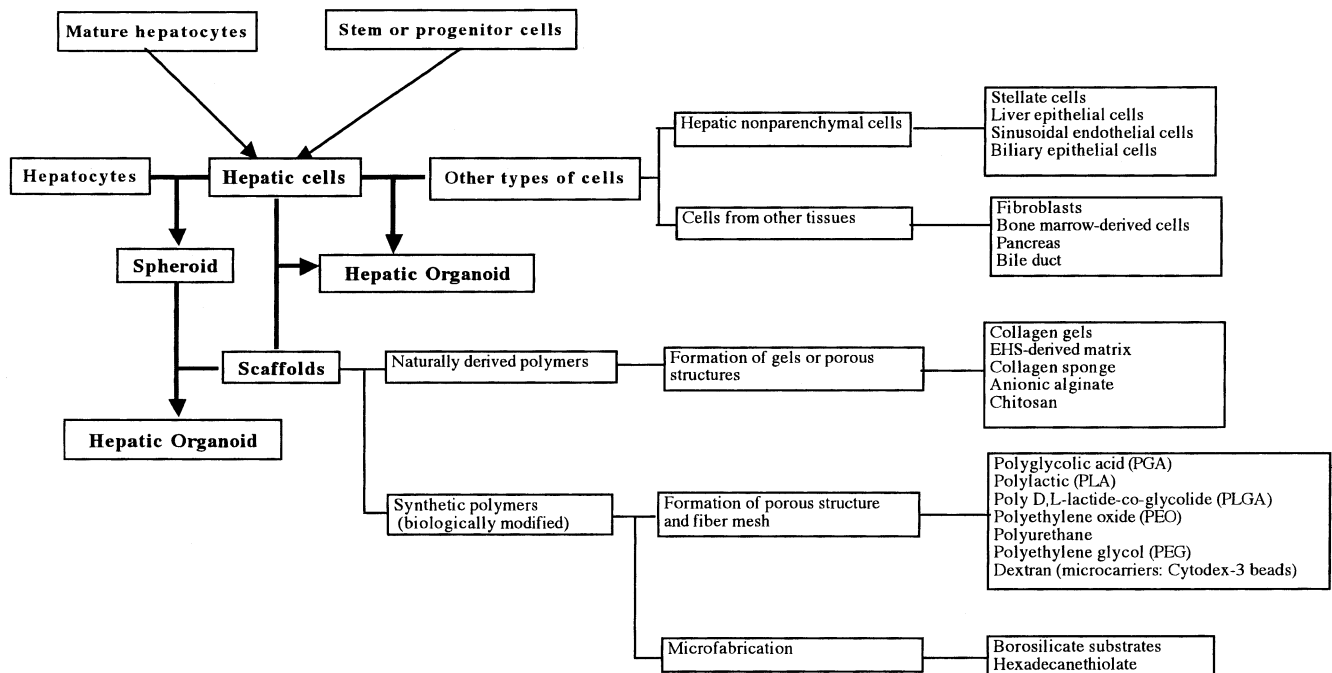 Mature hepatocytes
Stem or progenitor cells
Hepatocytes
Hepatic cells
Other types of cells
Hepatic nonparenchymal cells
Stellate cells
Liver epithelial cells
Sinusoidal endothelial cells
Biliary epithelial cells
Cells from other tissues
Fibroblasts
Bone marrow-derived cells
Pancreas
Bile duct
Spheroid
Hepatic Organoid
Scaffolds
Naturally derived polymers
Formation of gels or porous
structures
Collagen gels
EHS-derived matrix
Collagen sponge
Anionic alginate
Chitosan
Hepatic Organoid
Synthetic polymers
(biologically modified)
Formation of porous structure
and fiber mesh
Polyglycolic acid (PGA)
Polylactic (PLA)
Poly D,L-lactide-co-glycolide (PLGA)
Polyethylene oxide (PEO)
Polyurethane
Polyethylene glycol (PEG)
Dextran (microcarriers: Cytodex-3 beads)
Microfabrication
Borosilicate substrates
Hexadecanethiolate